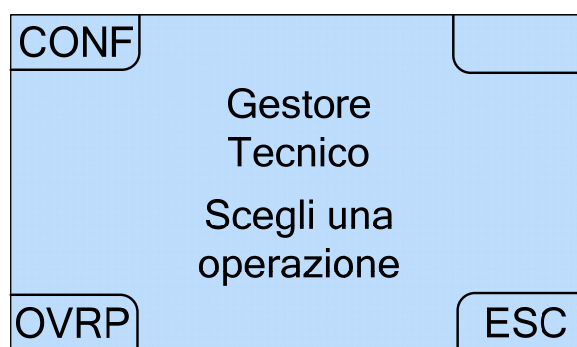 CONF
Gestore
Tecnico
Scegli una
operazione
OVRP
ESC